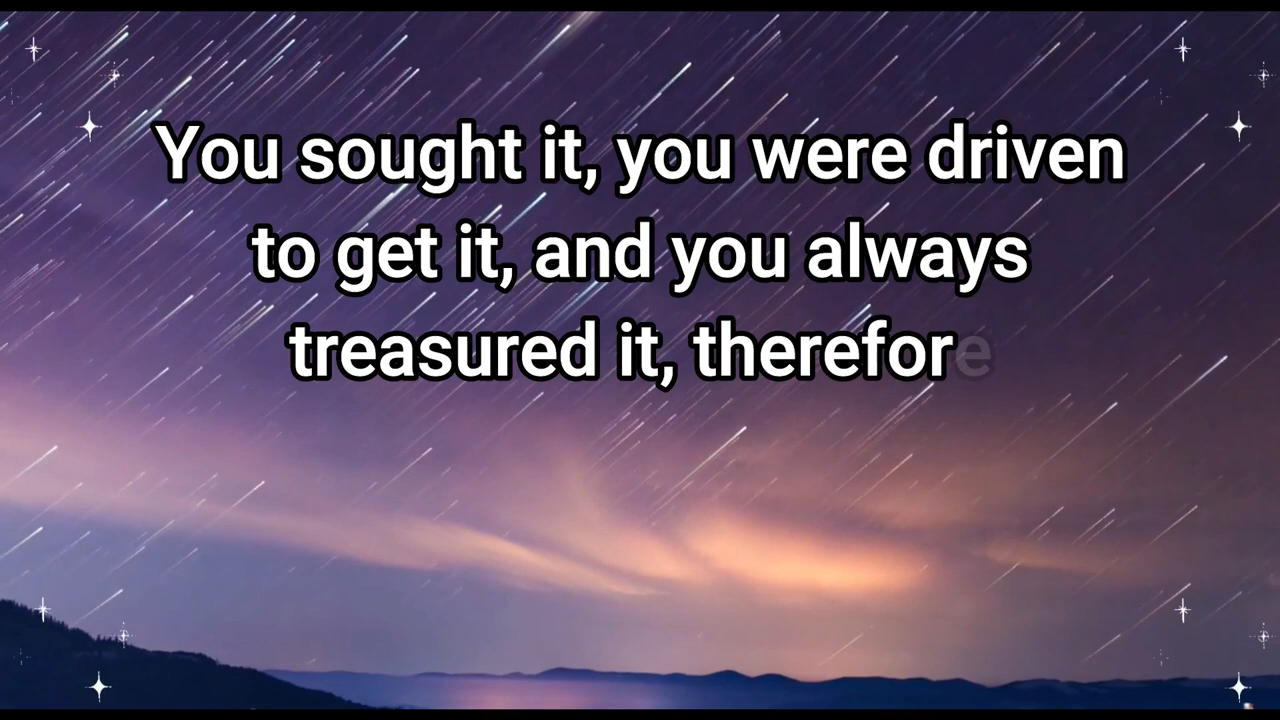 You sought it, you were driven
to get it, and you always
treasured it, therefore